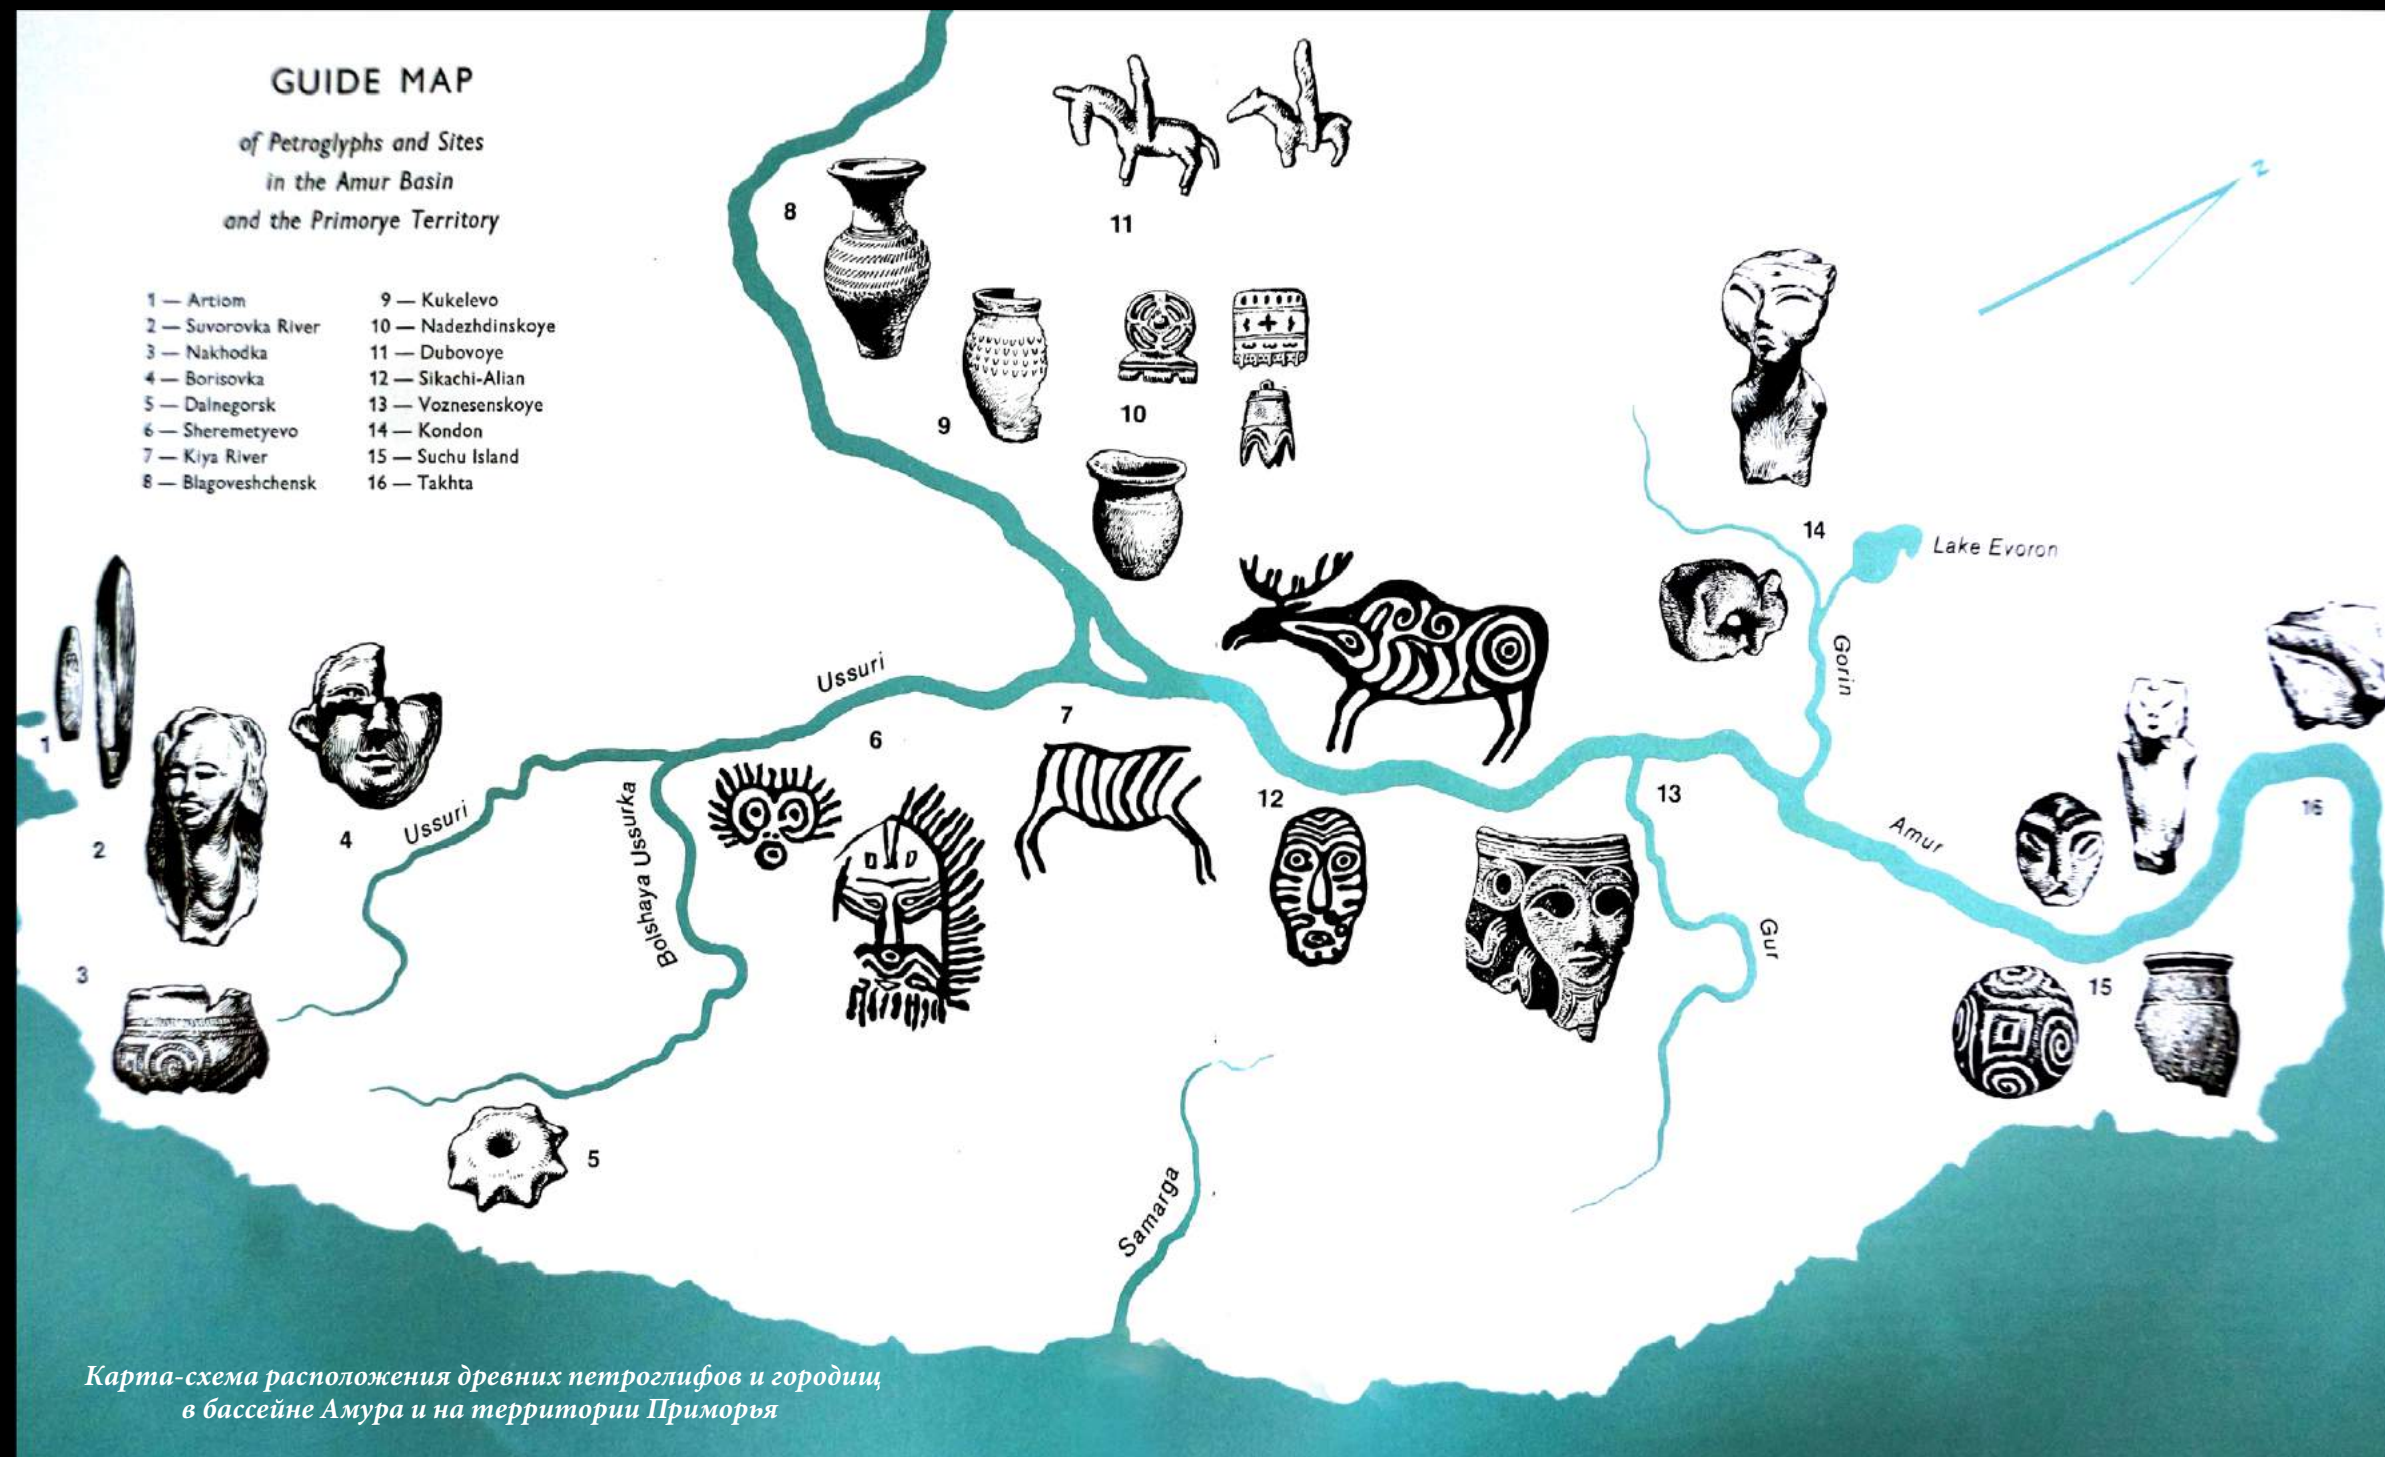 GUIDE MAP
of Petroglyphs and Sites
in the Amur Basin
and the Primorye Territory
1 — Artiom
2 — Suvorovka River
3 — Nakhodka
4 — Borisovka
5 — Dalnegorsk
6 — Sheremetyevo
7 — Kiya River
8 — Blagoveshchensk
9 — Kukelevo
10 — Nadezhdinskoye
11 — Dubovoye
12 — Sikachi-Alian
13 — Voznesenskoye
14 — Kondon
15 — Suchu Island
16 — Takhta
N
8
11
9
10
14
Lake Evoron
Gorin
Ussuri
1
7
6
4
2
Ussuri
Bolshaya Ussurka
12
13
16
Amur
Gur
3
15
5
Samarga
Карта-схема расположения древних петроглифов и городищ
в бассейне Амура и на территории Приморья